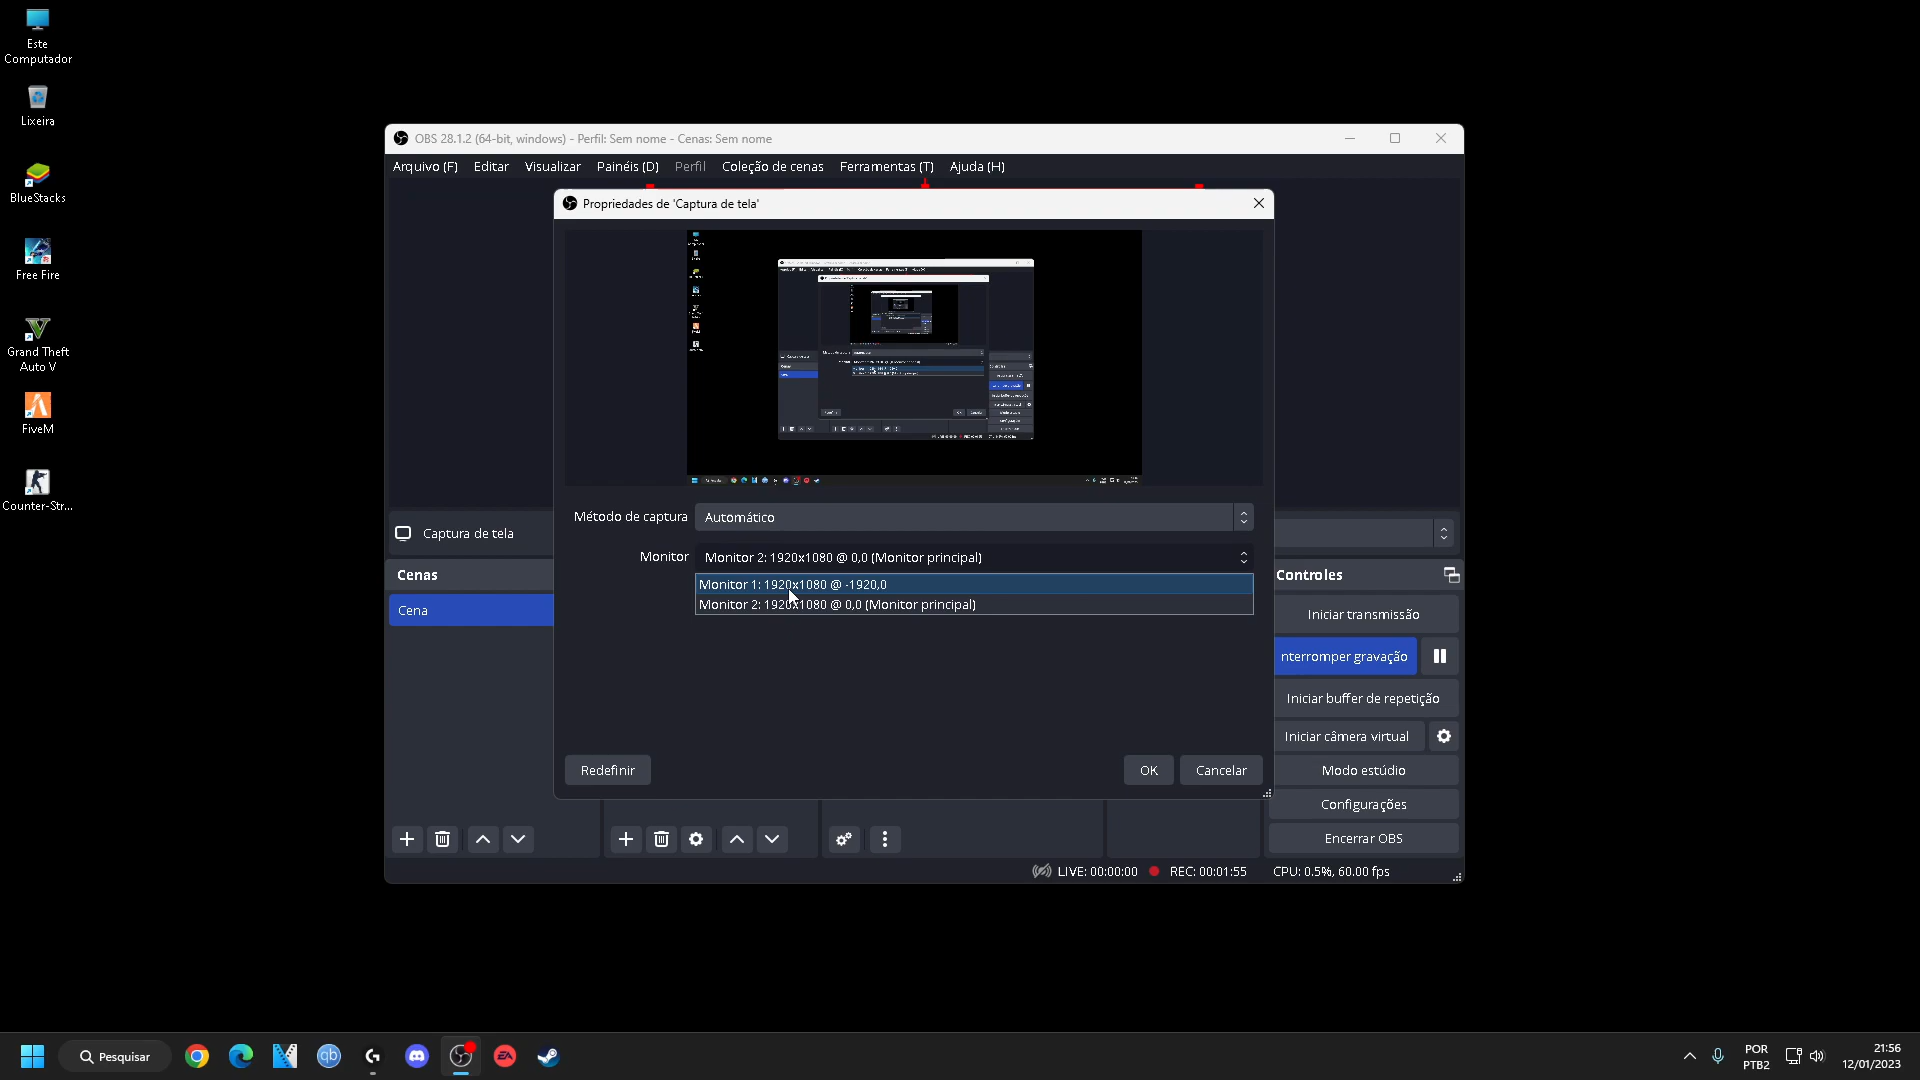 Este
Computador
Lixeira
BlueStacks
Free Fire
Grand Theft
Auto V
FiveM
Counter-Str...
OBS 28.1.2 (64-bit, windows) - Perfil: Sem nome - Cenas: Sem nome
Arquivo (F) Editar Visualizar Painéis (D) Perfil Coleção de cenas Ferramentas (T) Ajuda (H)
Propriedades de 'Captura de tela'
Método de captura Automático
Monitor Monitor 2: 1920x1080 @ 0,0 (Monitor principal)
Monitor 1: 1920x1080 @ -1920,0
Monitor 2: 1920x1080 @ 0,0 (Monitor principal)
Redefinir OK Cancelar
Captura de tela
Cenas
Cena
Controles
Iniciar transmissão
nterromper gravação
Iniciar buffer de repetição
Iniciar câmera virtual
Modo estúdio
Configurações
Encerrar OBS
LIVE: 00:00:00 REC: 00:01:55 CPU: 0.5%, 60.00 fps
Pesquisar
qb
G
EA
POR
PTB2
21:56
12/01/2023